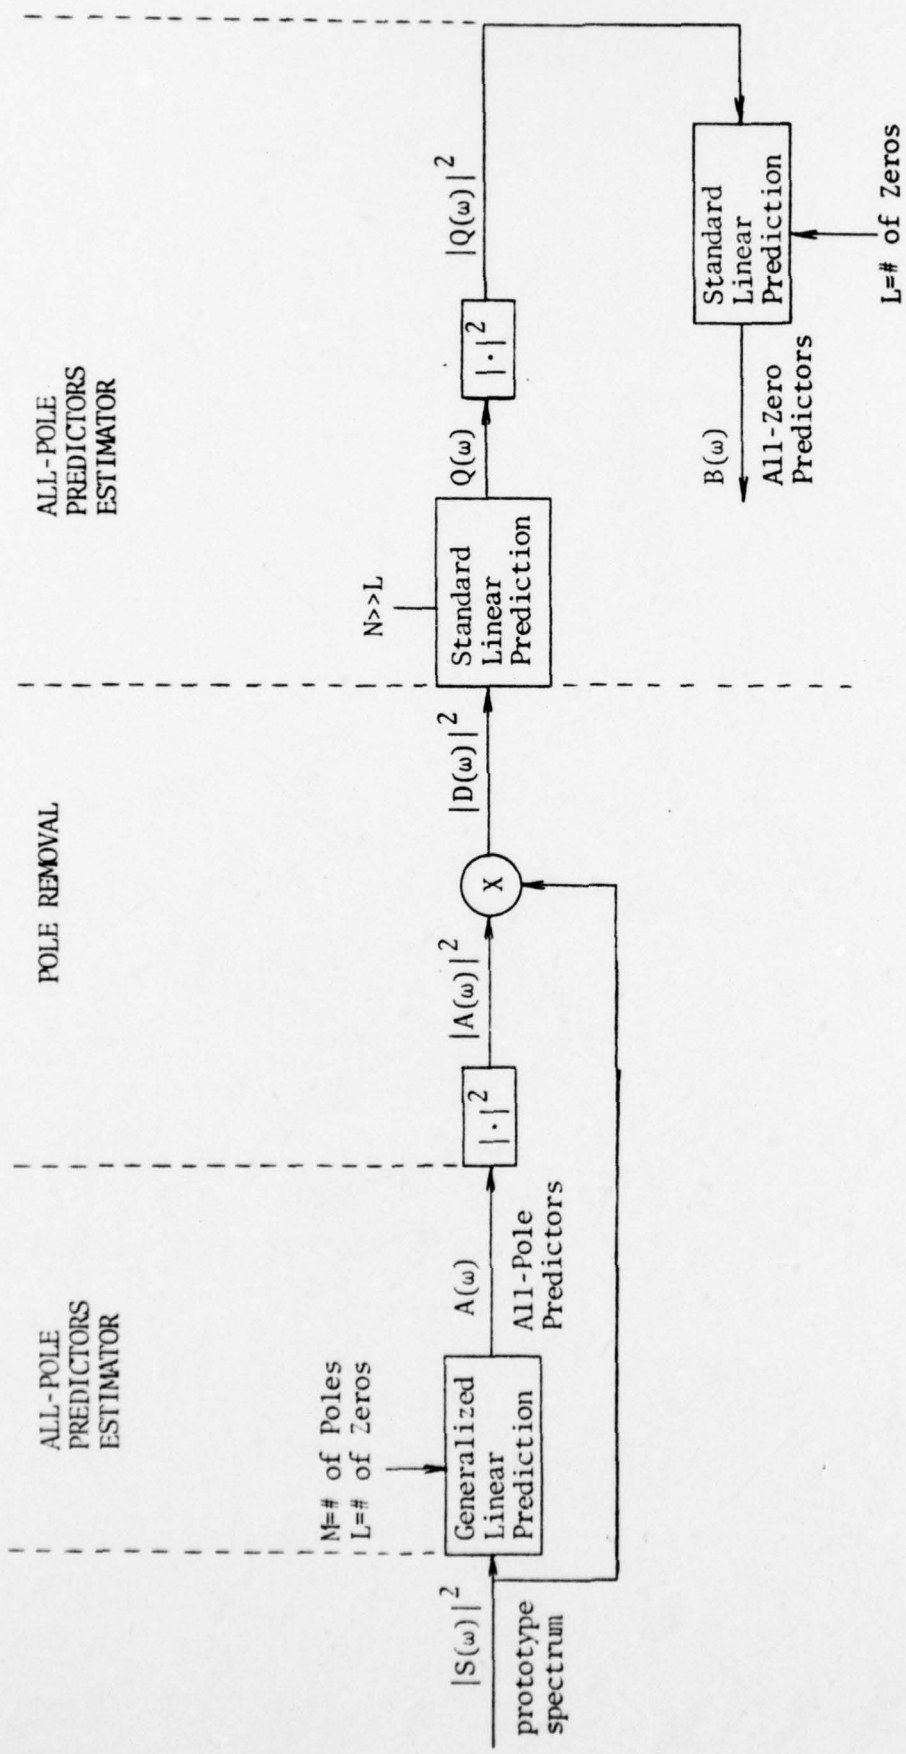 ALL-POLE
PREDICTORS
ESTIMATOR
POLE REMOVAL
ALL-POLE
PREDICTORS
ESTIMATOR
M=# of Poles
L=# of Zeros
|S(ω)|²
prototype
spectrum
Generalized
Linear
Prediction
A(ω)
All-Pole
Predictors
|·|²
|A(ω)|²
X
|D(ω)|²
N>>L
Standard
Linear
Prediction
Q(ω)
|·|²
|Q(ω)|²
Standard
Linear
Prediction
L=# of Zeros
B(ω)
All-Zero
Predictors